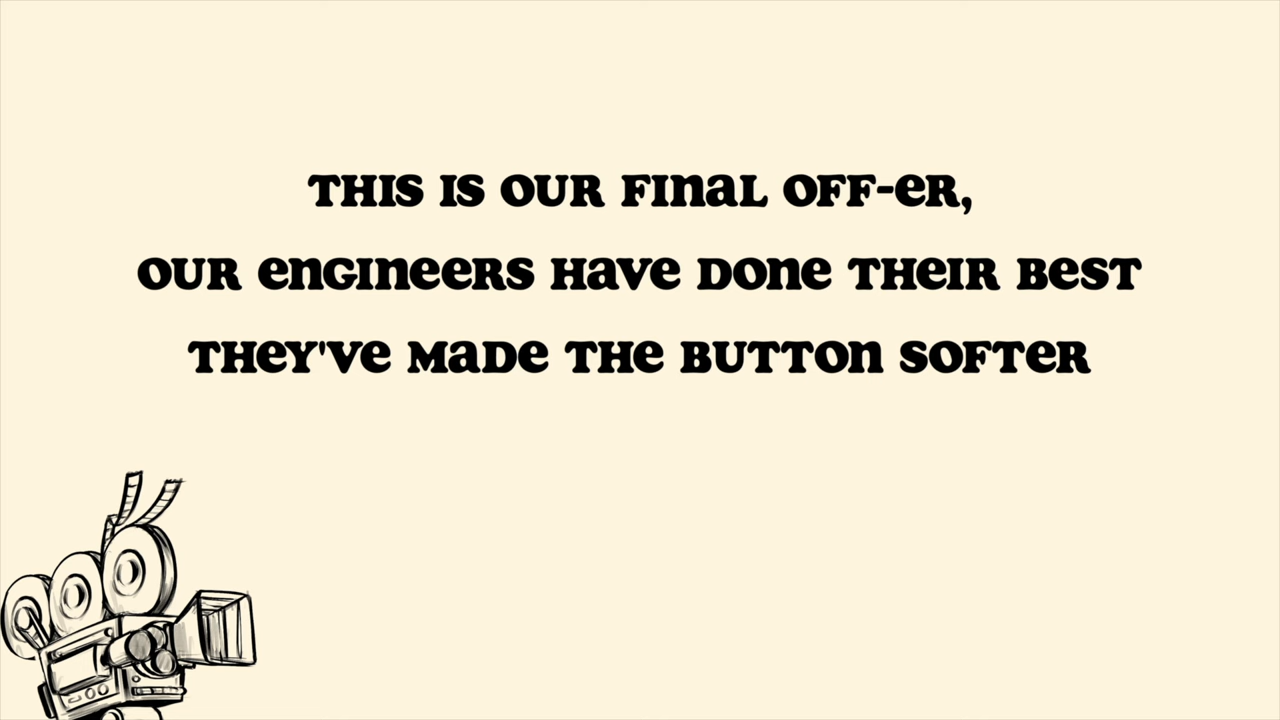 THIS IS OUR FINAL OFF-ER,
OUR ENGINEERS HAVE DONE THEIR BEST
THEY'VE MADE THE BUTTON SOFTER